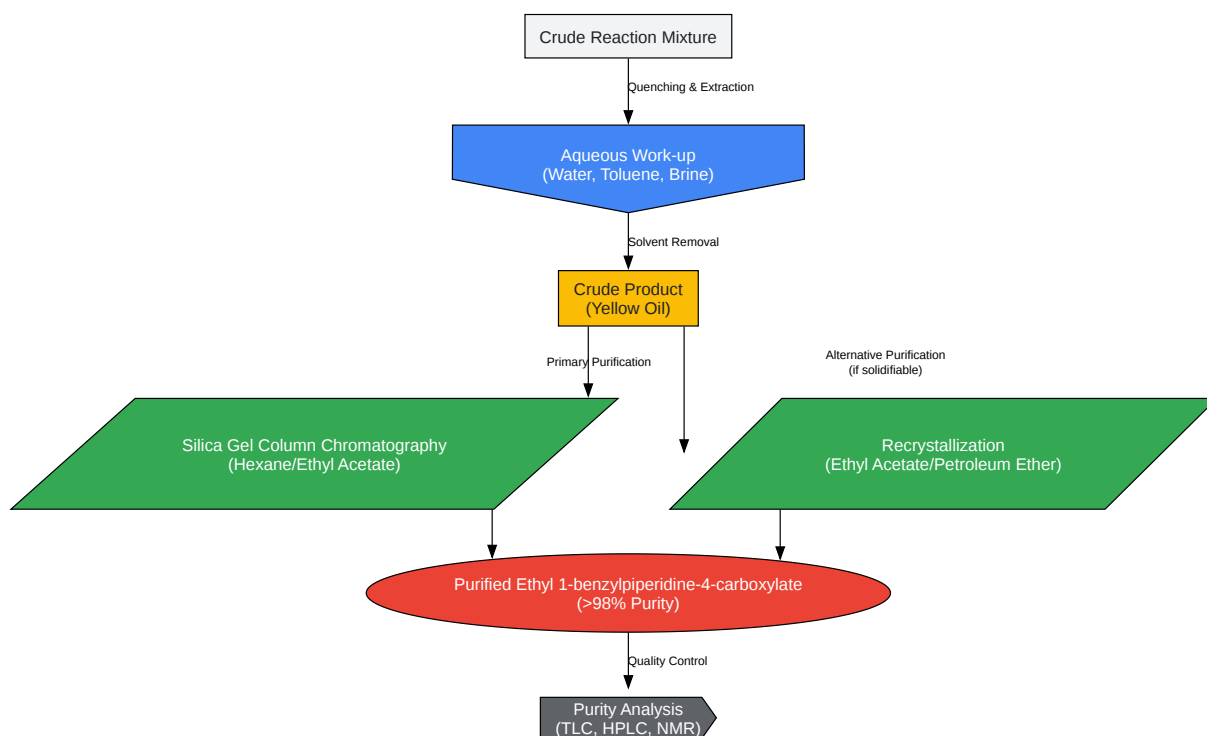 Crude Reaction Mixture
Quenching & Extraction
Aqueous Work-up
(Water, Toluene, Brine)
Solvent Removal
Crude Product
(Yellow Oil)
Primary Purification
Alternative Purification
(if solidifiable)
Silica Gel Column Chromatography
(Hexane/Ethyl Acetate)
Recrystallization
(Ethyl Acetate/Petroleum Ether)
Purified Ethyl 1-benzylpiperidine-4-carboxylate
(>98% Purity)
Quality Control
Purity Analysis
(TLC, HPLC, NMR)